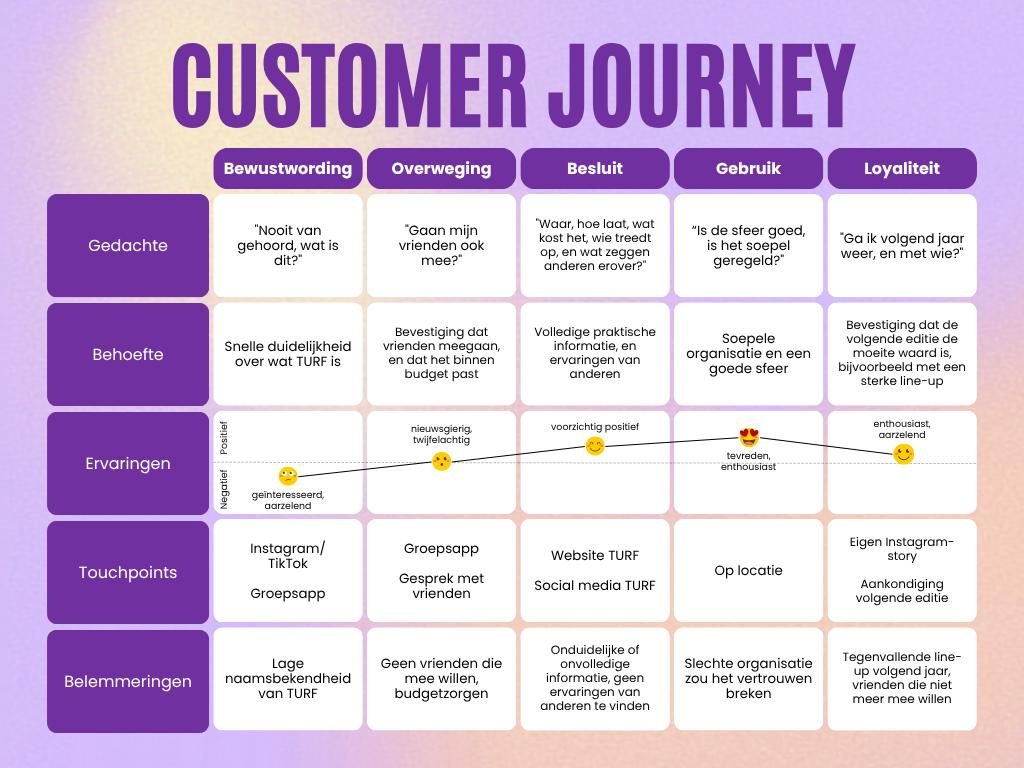 CUSTOMER JOURNEY
Bewustwording
Overweging
Besluit
Gebruik
Loyaliteit
Gedachte
"Nooit van
gehoord, wat is
dit?"
"Gaan mijn
vrienden ook
mee?"
"Waar, hoe laat, wat
kost het, wie treedt
op, en wat zeggen
anderen erover?"
“Is de sfeer goed,
is het soepel
geregeld?"
"Ga ik volgend jaar
weer, en met wie?"
Behoefte
Snelle duidelijkheid
over wat TURF is
Bevestiging dat
vrienden meegaan,
en dat het binnen
budget past
Volledige praktische
informatie, en
ervaringen van
anderen
Soepele
organisatie en een
goede sfeer
Bevestiging dat de
volgende editie de
moeite waard is,
bijvoorbeeld met een
sterke line-up
Ervaringen
Positief
Negatief
geïnteresseerd,
aarzelend
nieuwsgierig,
twijfelachtig
voorzichtig positief
tevreden,
enthousiast
enthousiast,
aarzelend
Touchpoints
Instagram/
TikTok
Groepsapp
Groepsapp
Gesprek met
vrienden
Website TURF
Social media TURF
Op locatie
Eigen Instagram-
story
Aankondiging
volgende editie
Belemmeringen
Lage
naamsbekendheid
van TURF
Geen vrienden die
mee willen,
budgetzorgen
Onduidelijke of
onvolledige
informatie, geen
ervaringen van
anderen te vinden
Slechte organisatie
zou het vertrouwen
breken
Tegenvallende line-
up volgend jaar,
vrienden die niet
meer mee willen